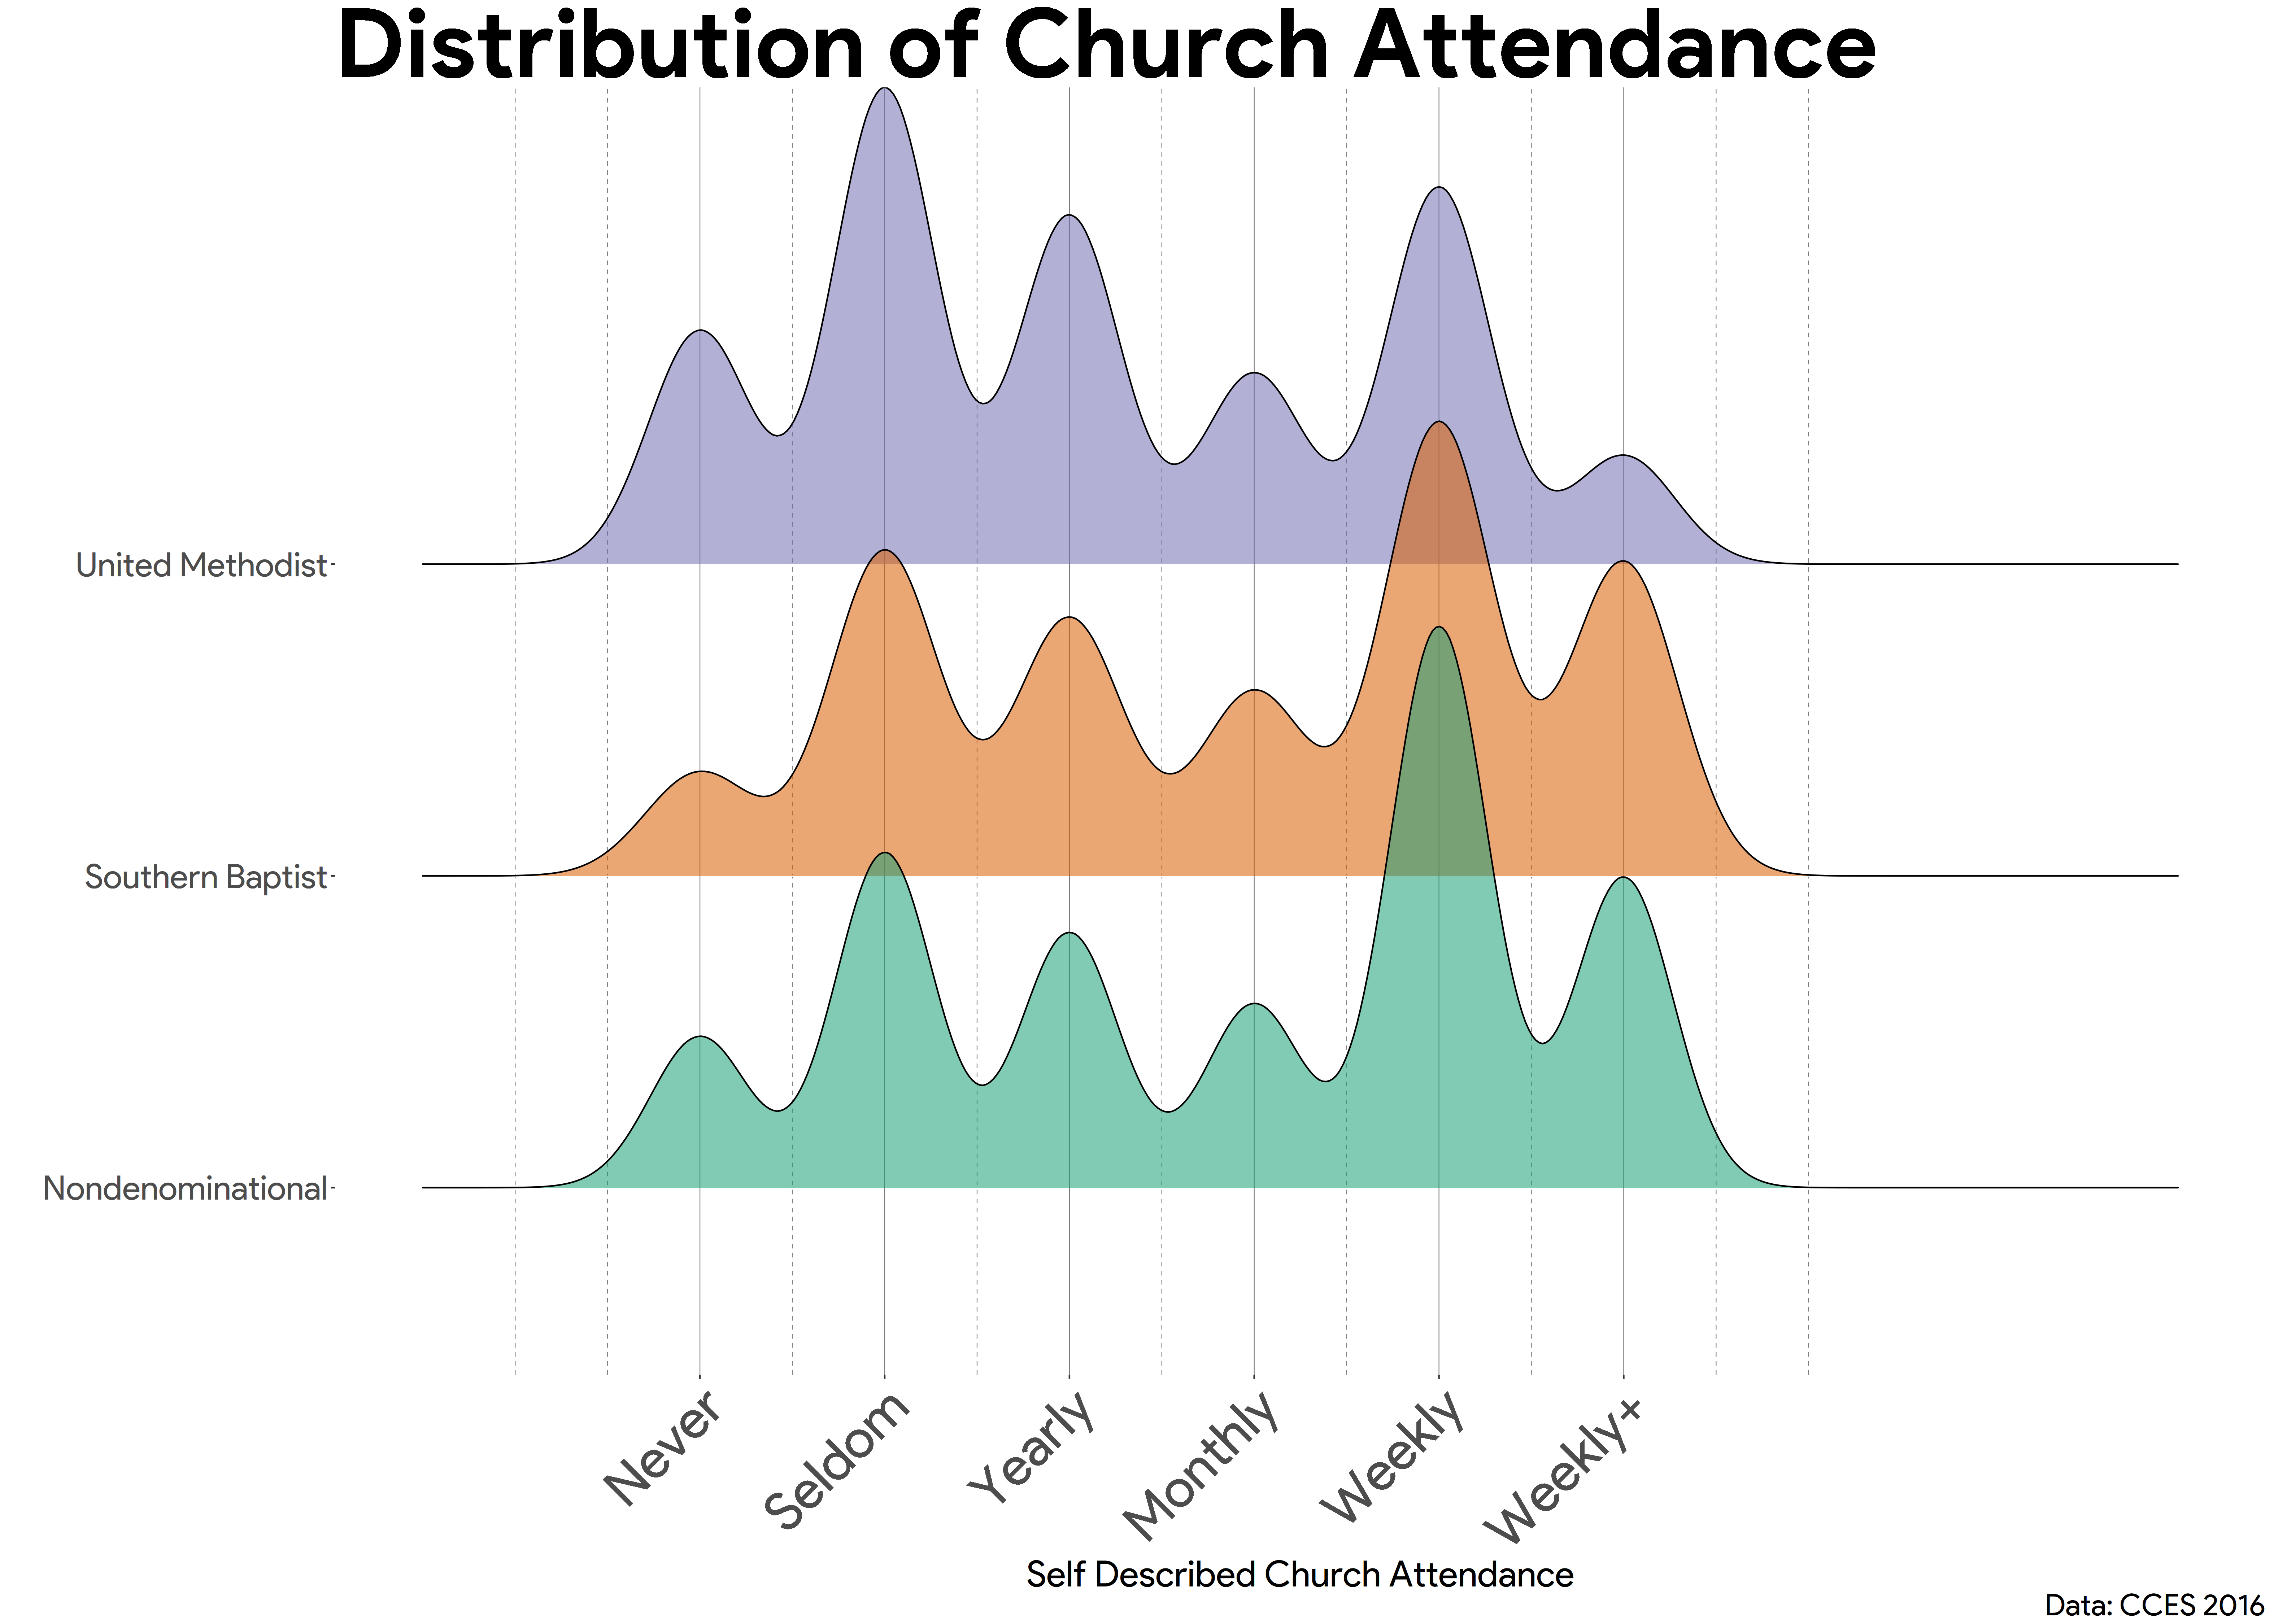 Distribution of Church Attendance
United Methodist
Southern Baptist
Nondenominational
Never
Seldom
Yearly
Monthly
Weekly
Weekly+
Self Described Church Attendance
Data: CCES 2016